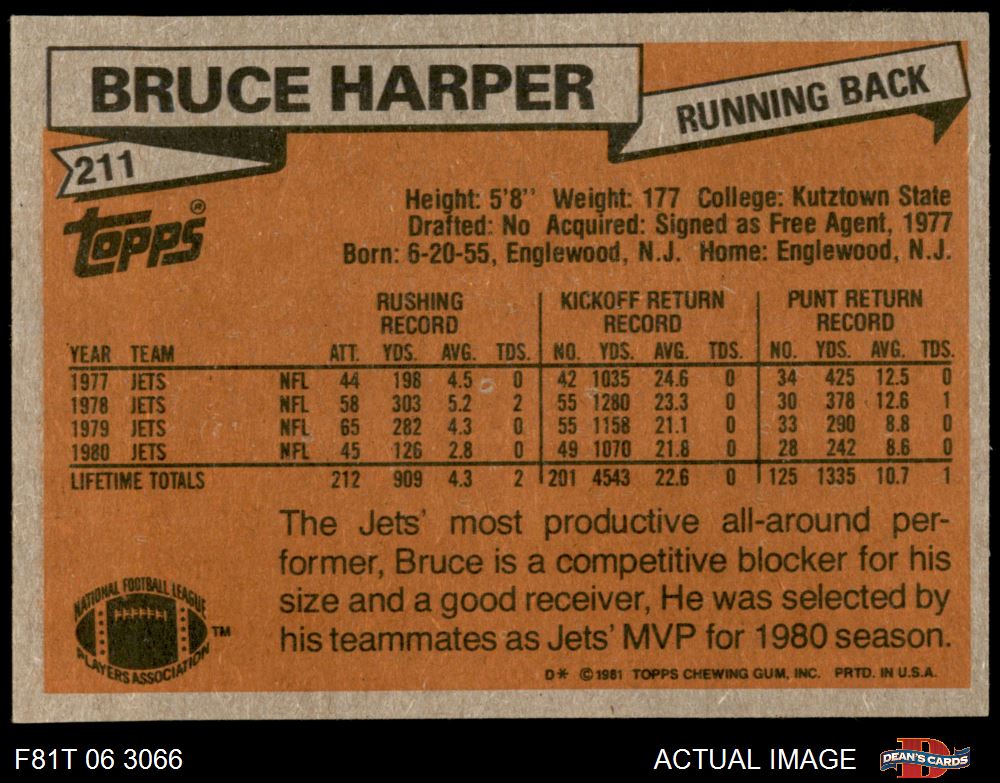 BRUCE HARPER
RUNNING BACK
211
TOPPS®
Height: 5'8'' Weight: 177 College: Kutztown State
Drafted: No Acquired: Signed as Free Agent, 1977
Born: 6-20-55, Englewood, N.J. Home: Englewood, N.J.
RUSHING RECORD KICKOFF RETURN RECORD PUNT RETURN RECORD
YEAR TEAM ATT. YDS. AVG. TDS. NO. YDS. AVG. TDS. NO. YDS. AVG. TDS.
1977 JETS NFL 44 198 4.5 0 42 1035 24.6 0 34 425 12.5 0
1978 JETS NFL 58 303 5.2 2 55 1280 23.3 0 30 378 12.6 1
1979 JETS NFL 65 282 4.3 0 55 1158 21.1 0 33 290 8.8 0
1980 JETS NFL 45 126 2.8 0 49 1070 21.8 0 28 242 8.6 0
LIFETIME TOTALS 212 909 4.3 2 201 4543 22.6 0 125 1335 10.7 1
The Jets' most productive all-around per-
former, Bruce is a competitive blocker for his
size and a good receiver, He was selected by
his teammates as Jets' MVP for 1980 season.
NATIONAL FOOTBALL LEAGUE
PLAYERS ASSOCIATION
TM
D* ©1981 TOPPS CHEWING GUM, INC. PRTD. IN U.S.A.
F81T 06 3066
ACTUAL IMAGE
D
DEAN'S CARDS